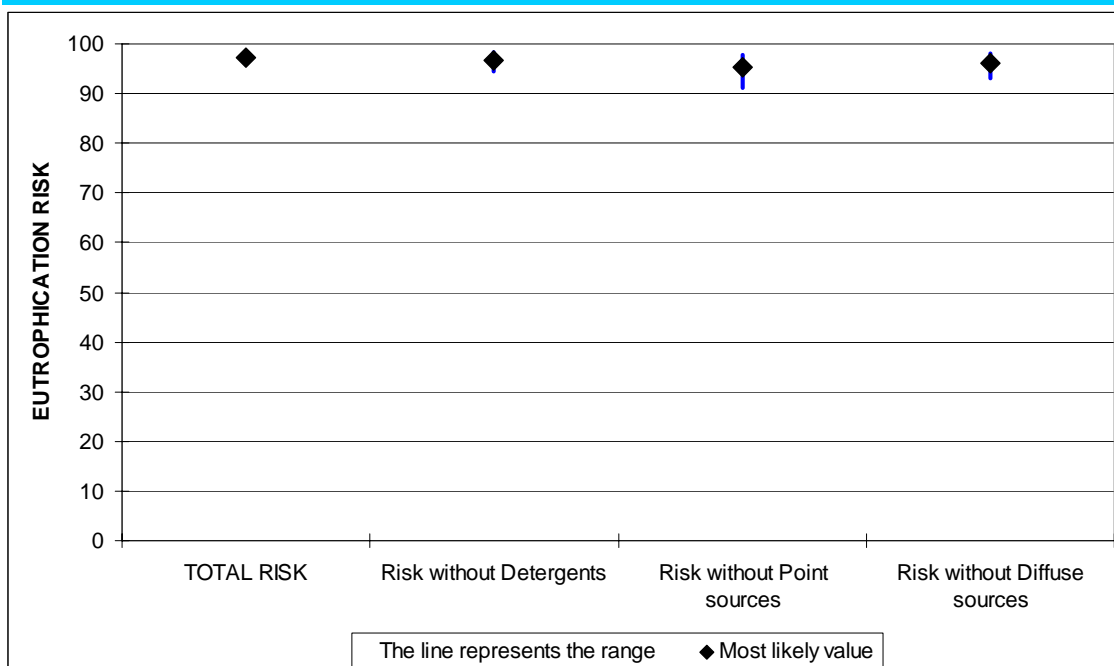 EUTROPHICATION RISK
100
90
80
70
60
50
40
30
20
10
0
TOTAL RISK
Risk without Detergents
Risk without Point
sources
Risk without Diffuse
sources
The line represents the range
Most likely value